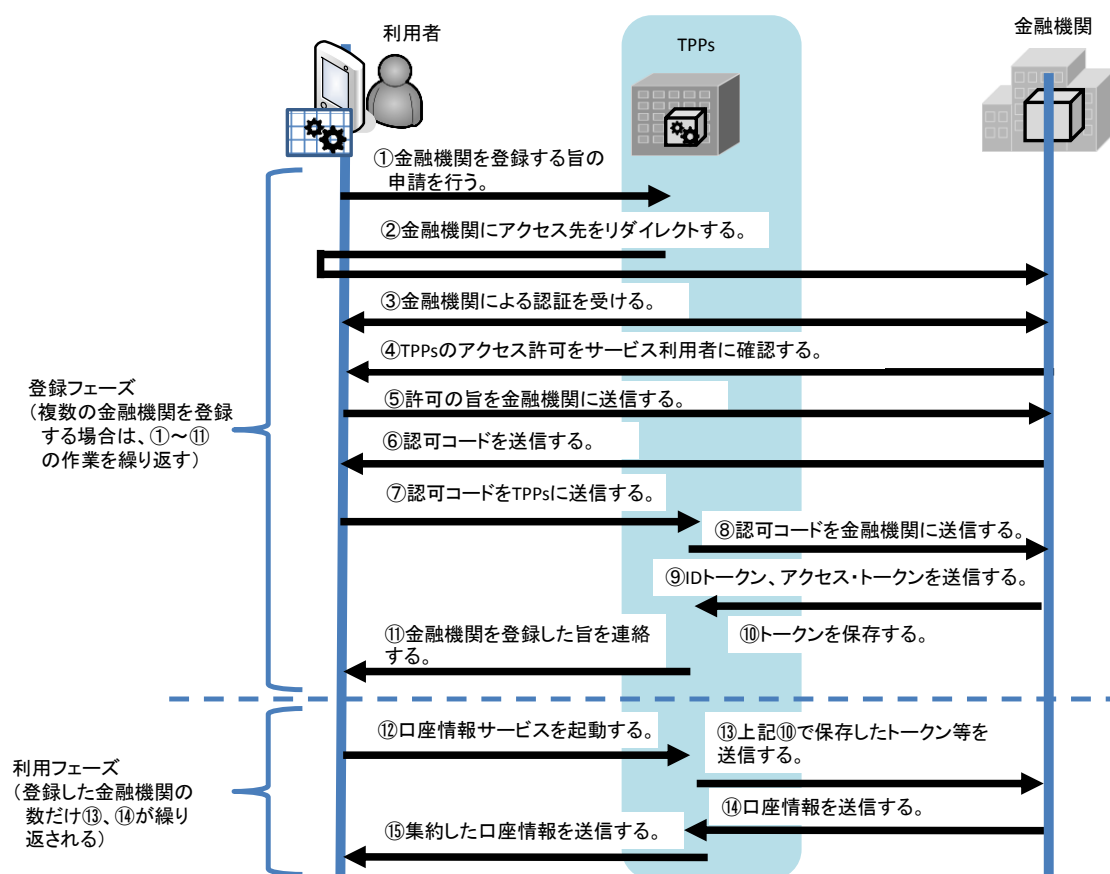 利用者
TPPs
金融機関
①金融機関を登録する旨の
申請を行う。
②金融機関にアクセス先をリダイレクトする。
③金融機関による認証を受ける。
④TPPsのアクセス許可をサービス利用者に確認する。
登録フェーズ
(複数の金融機関を登録
する場合は、①~⑪
の作業を繰り返す)
⑤許可の旨を金融機関に送信する。
⑥認可コードを送信する。
⑦認可コードをTPPsに送信する。
⑧認可コードを金融機関に送信する。
⑨IDトークン、アクセス・トークンを送信する。
⑩トークンを保存する。
⑪金融機関を登録した旨を連絡
する。
利用フェーズ
(登録した金融機関の
数だけ⑬、⑭が繰り
返される)
⑫口座情報サービスを起動する。
⑬上記⑩で保存したトークン等を
送信する。
⑭口座情報を送信する。
⑮集約した口座情報を送信する。